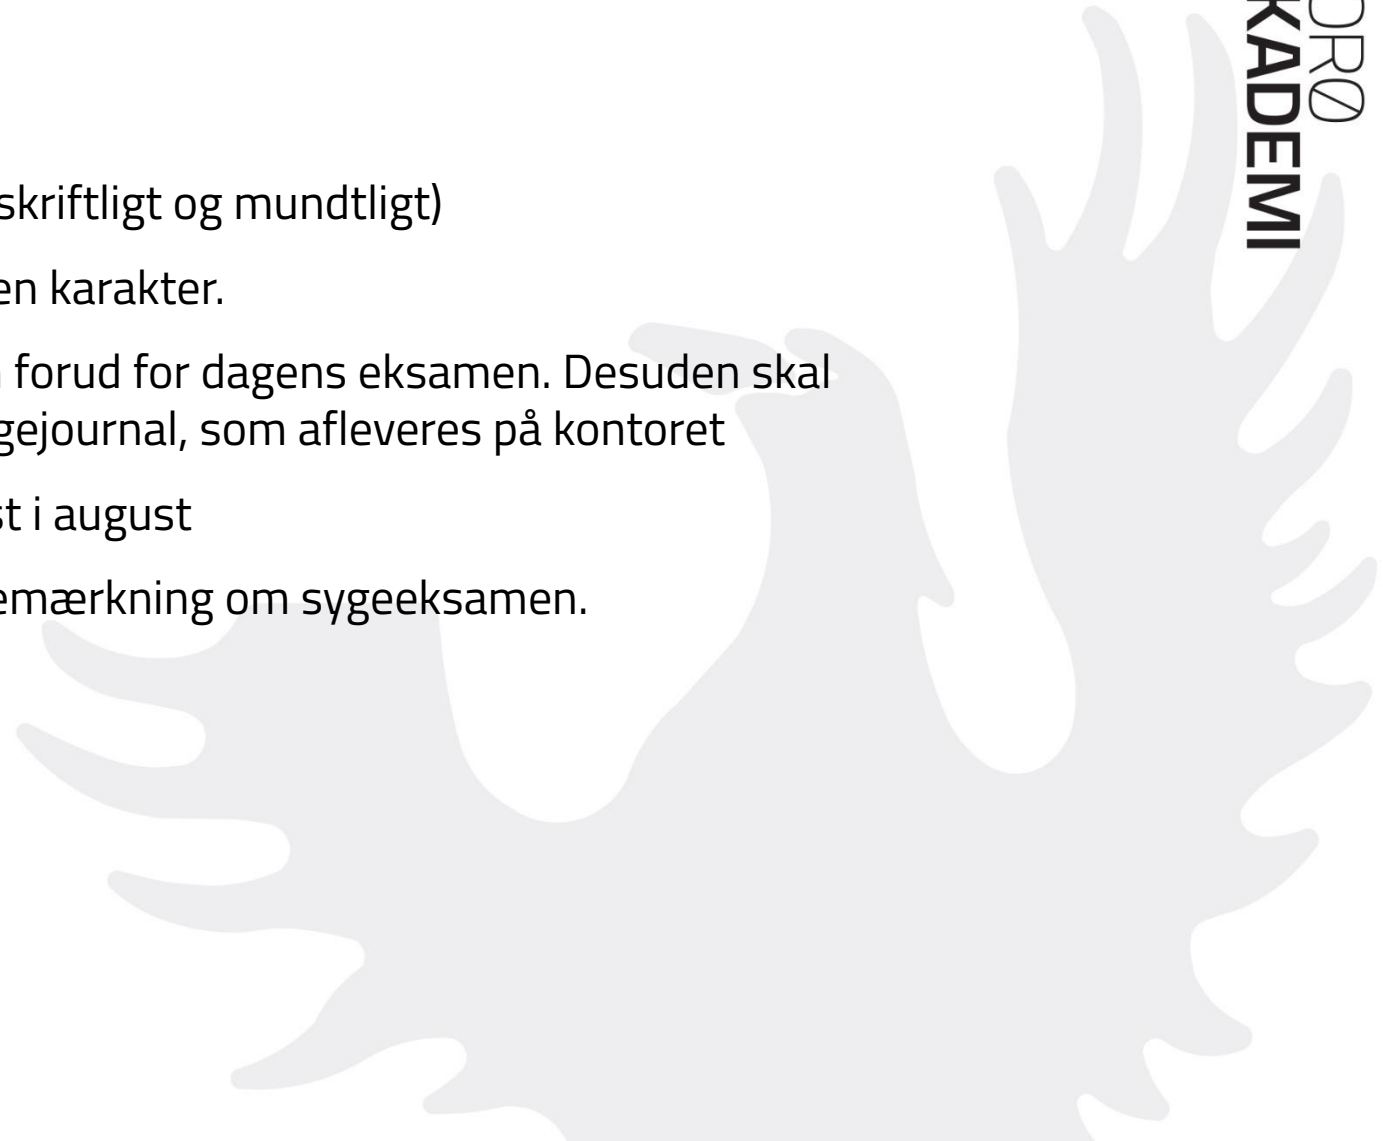 skriftligt og mundtligt)
en karakter.
forud for dagens eksamen. Desuden skal
gejournal, som afleveres på kontoret
st i august
emærkning om sygeeksamen.
ORØ
KADEMI